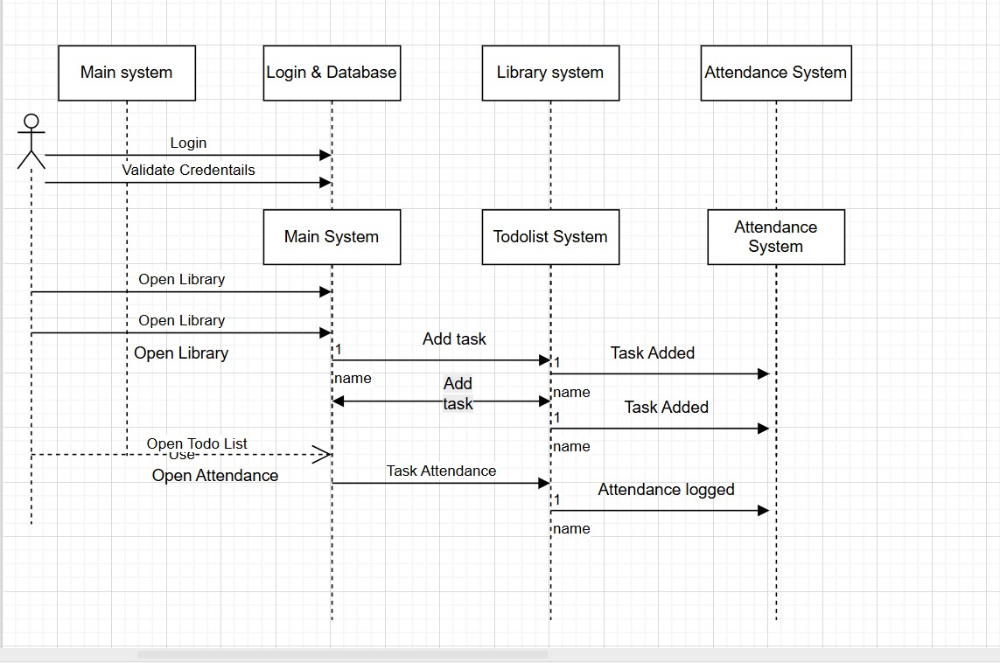 Main system
Login & Database
Library system
Attendance System
Login
Validate Credentails
Main System
Todolist System
Attendance
System
Open Library
Open Library
Open Library
1
Add task
name
1
Task Added
name
Add
task
1
Task Added
name
Open Todo List
Use
Open Attendance
Task Attendance
1
Attendance logged
name